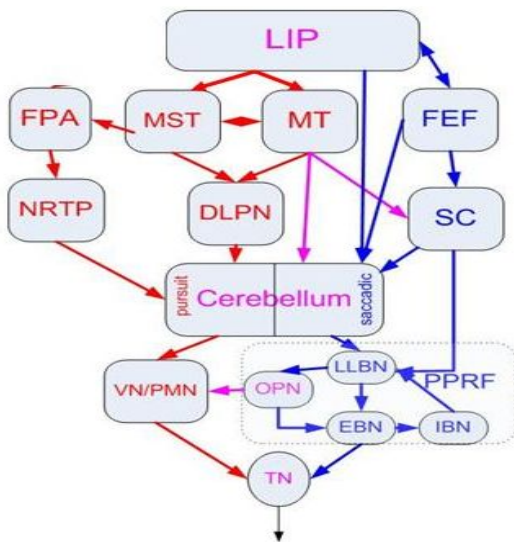 LIP
FPA
MST
MT
FEF
NRTP
DLPN
SC
pursuit
Cerebellum
saccadic
VN/PMN
OPN
LLBN
PPRF
EBN
IBN
TN